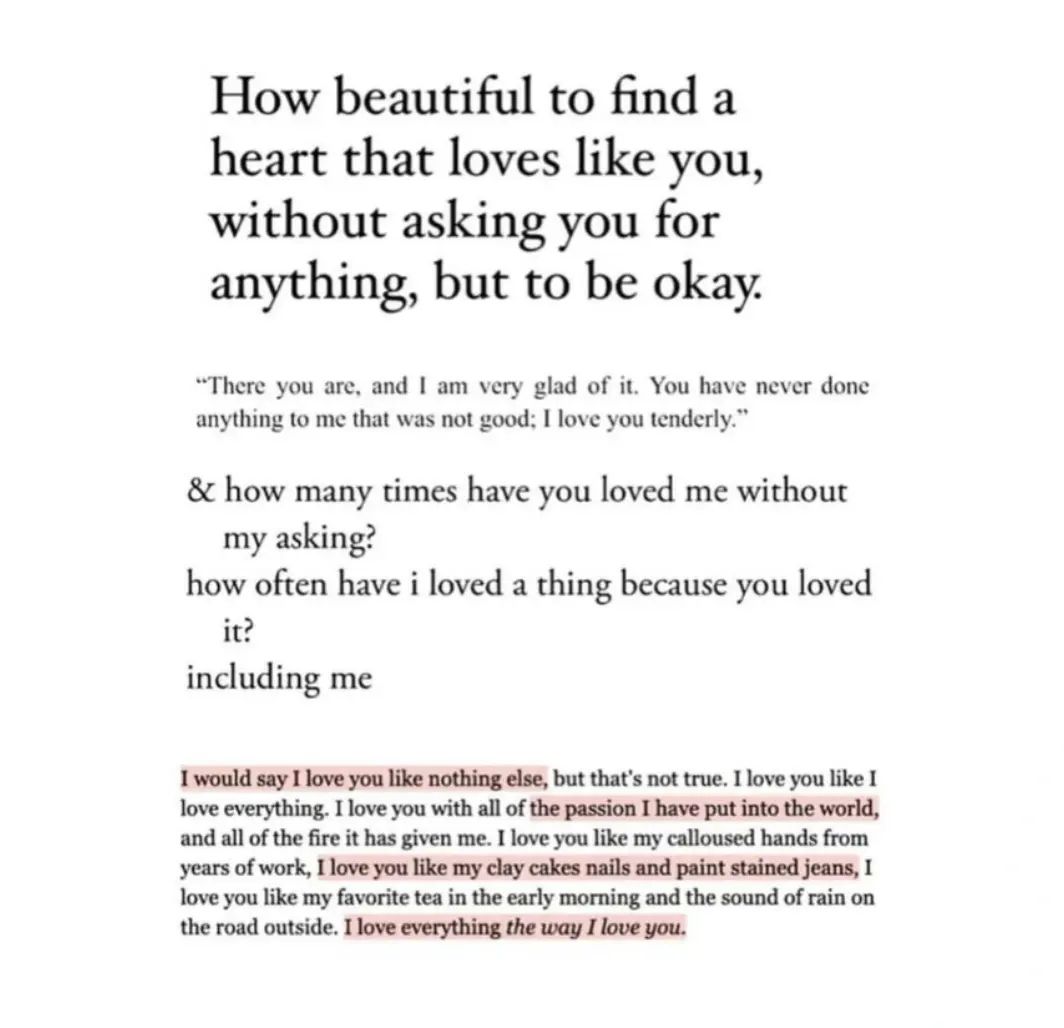 How beautiful to find a
heart that loves like you,
without asking you for
anything, but to be okay.
“There you are, and I am very glad of it. You have never done
anything to me that was not good; I love you tenderly.”
& how many times have you loved me without
my asking?
how often have i loved a thing because you loved
it?
including me
I would say I love you like nothing else, but that's not true. I love you like I
love everything. I love you with all of the passion I have put into the world,
and all of the fire it has given me. I love you like my calloused hands from
years of work, I love you like my clay cakes nails and paint stained jeans, I
love you like my favorite tea in the early morning and the sound of rain on
the road outside. I love everything the way I love you.